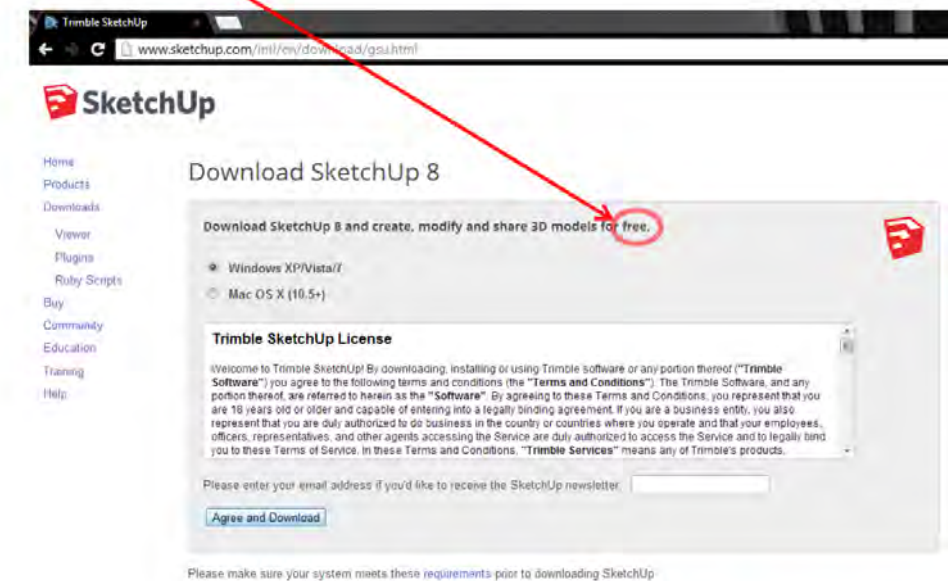 Trimble SketchUp
www.sketchup.com/intl/en/download/gsu.html
SketchUp
Home
Products
Downloads
Viewer
Plugins
Ruby Scripts
Buy
Community
Education
Training
Help
Download SketchUp 8
Download SketchUp 8 and create, modify and share 3D models for free.
Windows XP/Vista/7
Mac OS X (10.5+)
Trimble SketchUp License
Welcome to Trimble SketchUp! By downloading, installing or using Trimble software or any portion thereof ("Trimble
Software") you agree to the following terms and conditions (the "Terms and Conditions"). The Trimble Software, and any
portion thereof, are referred to herein as the "Software". By agreeing to these Terms and Conditions, you represent that you
are 18 years old or older and capable of entering into a legally binding agreement. If you are a business entity, you also
represent that you are duly authorized to do business in the country or countries where you operate and that your employees,
officers, representatives, and other agents accessing the Service are duly authorized to access the Service and to legally bind
you to these Terms of Service. In these Terms and Conditions, "Trimble Services" means any of Trimble's products,
Please enter your email address if you'd like to receive the SketchUp newsletter.
Agree and Download
Please make sure your system meets these requirements prior to downloading SketchUp